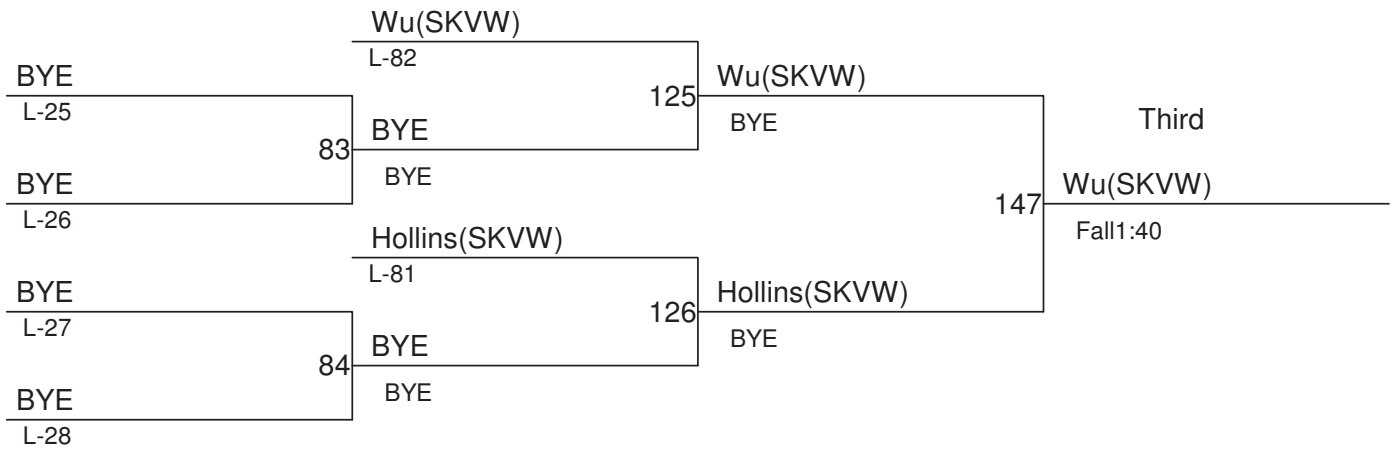 Wu(SKVW)
L-82
BYE
Wu(SKVW)
L-25
125
BYE
Third
BYE
83
BYE
BYE
Wu(SKVW)
L-26
147
Fall1:40
Hollins(SKVW)
L-81
BYE
Hollins(SKVW)
L-27
126
BYE
BYE
84
BYE
BYE
L-28